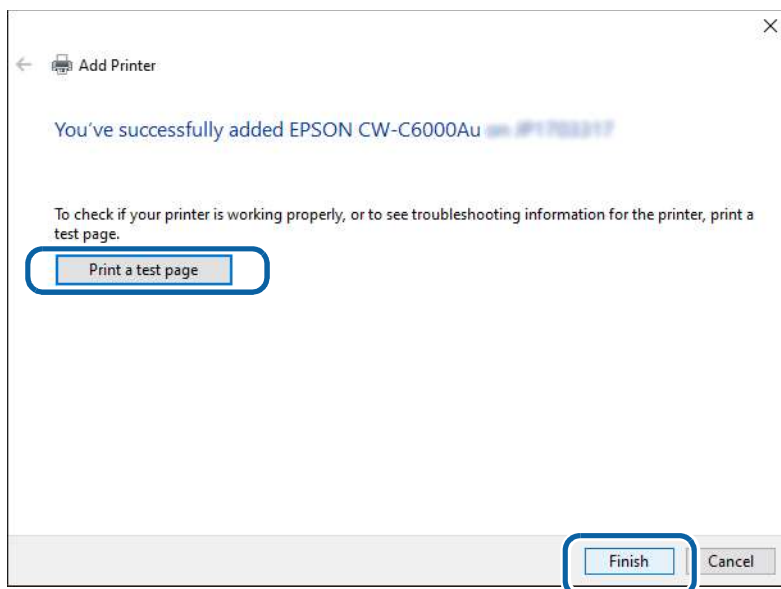 Add Printer
You've successfully added EPSON CW-C6000Au
To check if your printer is working properly, or to see troubleshooting information for the printer, print a
test page.
Print a test page
Finish
Cancel